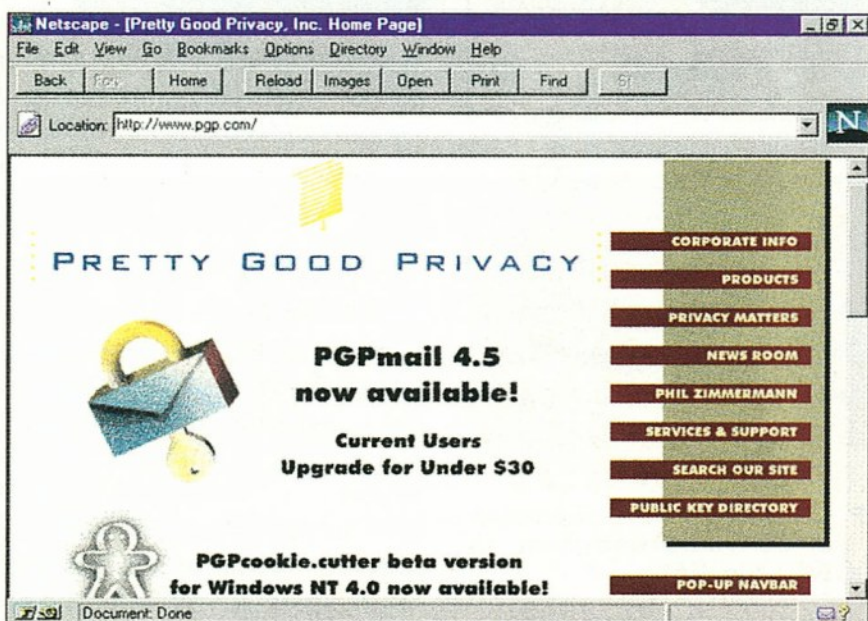 Netscape - [Pretty Good Privacy, Inc. Home Page]
File Edit View Go Bookmarks Options Directory Window Help
Back Home Reload Images Open Print Find
Location: http://www.pgp.com/
N
PRETTY GOOD PRIVACY
PGPmail 4.5
now available!
Current Users
Upgrade for Under $30
PGPcookie.cutter beta version
for Windows NT 4.0 now available!
CORPORATE INFO
PRODUCTS
PRIVACY MATTERS
NEWS ROOM
PHIL ZIMMERMANN
SERVICES & SUPPORT
SEARCH OUR SITE
PUBLIC KEY DIRECTORY
POP-UP NAVBAR
Document: Done